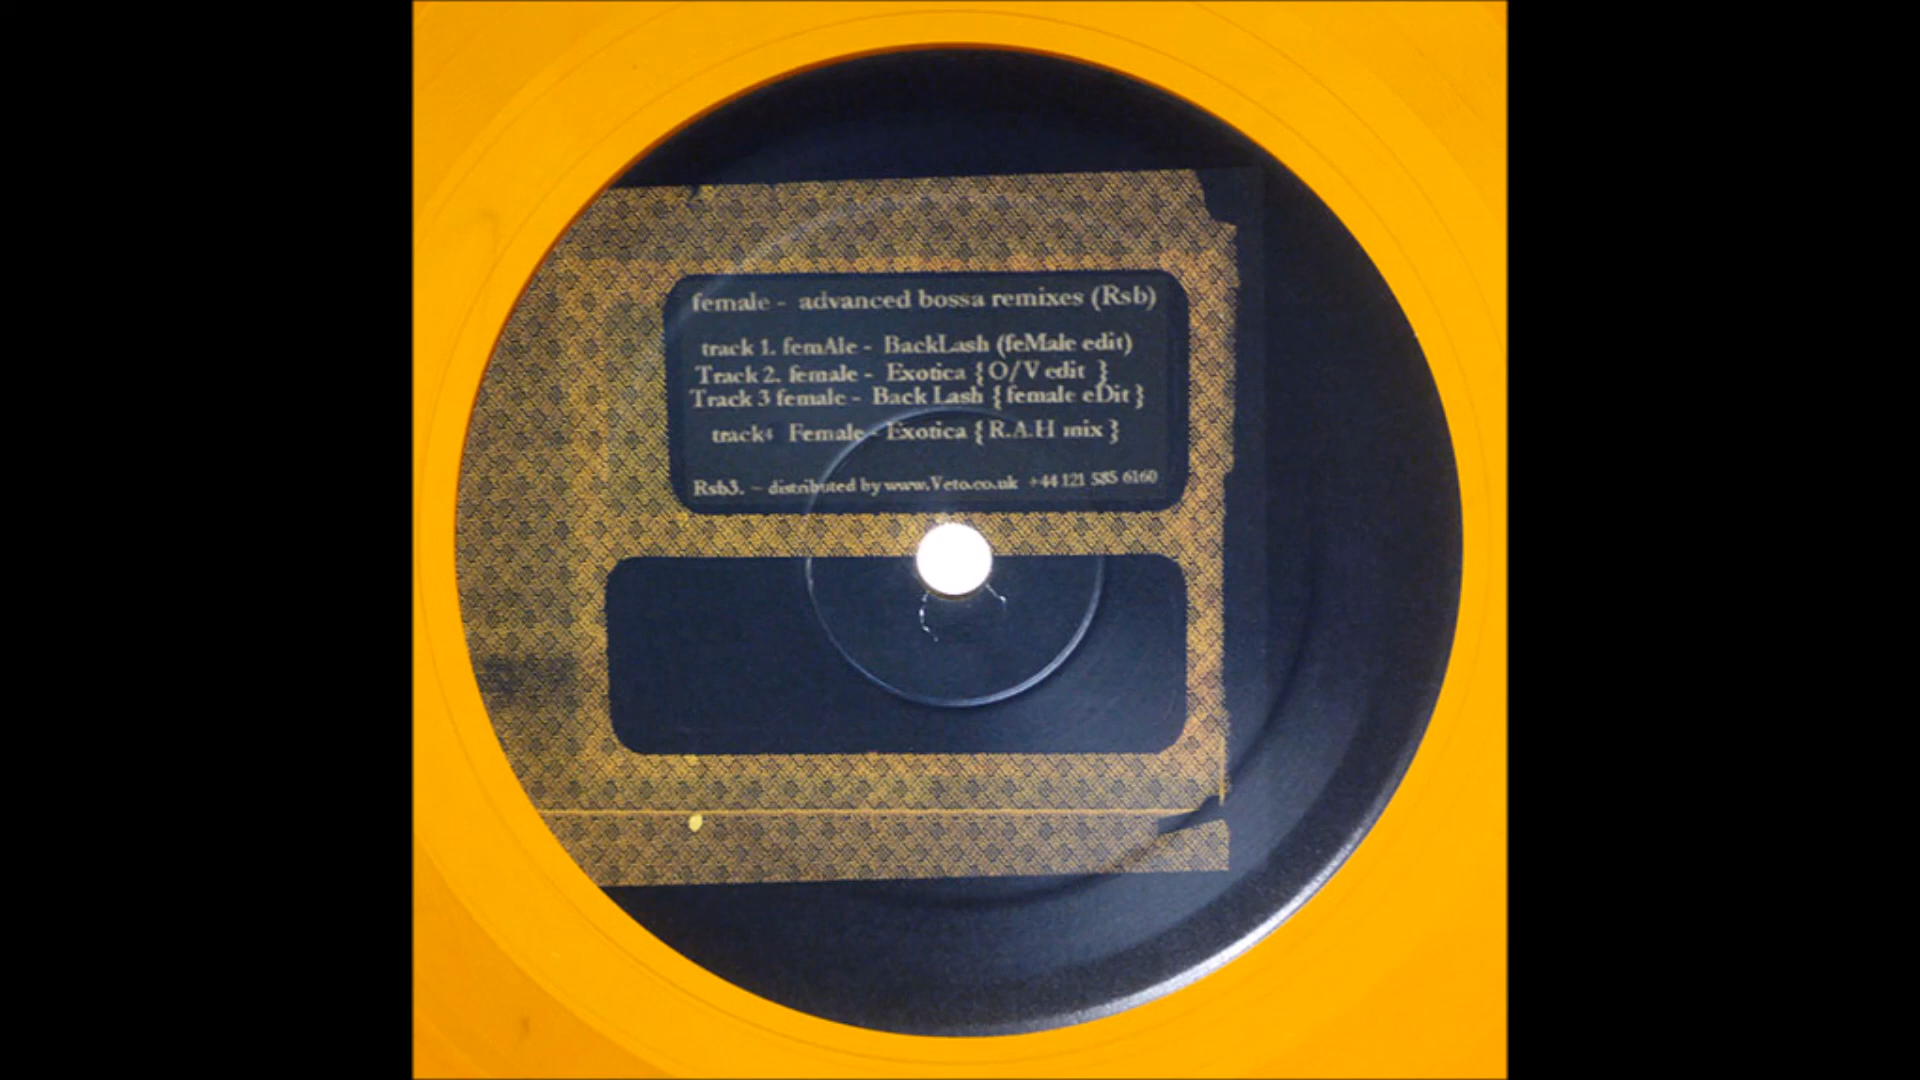 female - advanced bossa remixes (Rsb)
track 1. femAle - BackLash (feMale edit)
Track 2. female - Exotica { O/V edit }
Track 3 female - Back Lash { female eDit }
track4 Female - Exotica { R.A.H mix }
Rsb3. - distributed by www.Veto.co.uk +44 121 585 6160